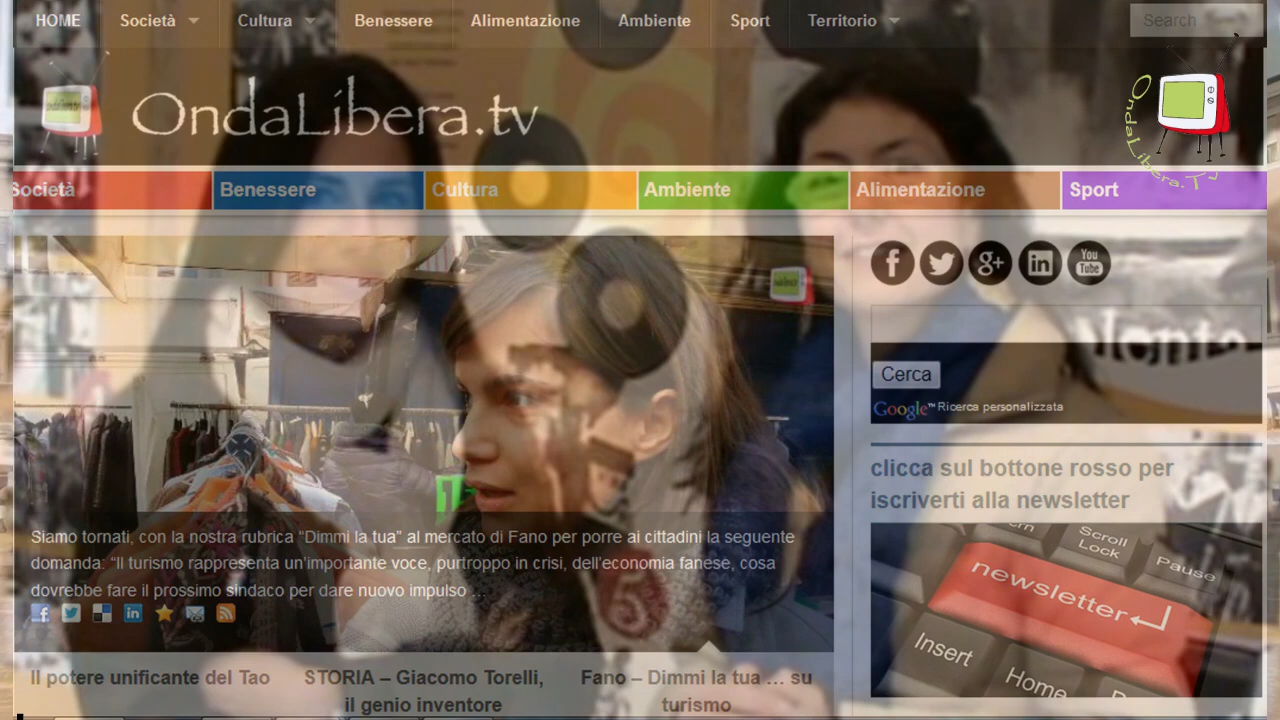 HOME Società Cultura Benessere Alimentazione Ambiente Sport Territorio Search
OndaLibera.tv
OndaLibera.Tv
Società Benessere Cultura Ambiente Alimentazione Sport
You
Tube
Cerca
Google™ Ricerca personalizzata
clicca sul bottone rosso per
iscriverti alla newsletter
Siamo tornati, con la nostra rubrica “Dimmi la tua” al mercato di Fano per porre ai cittadini la seguente
domanda: “Il turismo rappresenta un’importante voce, purtroppo in crisi, dell’economia fanese, cosa
dovrebbe fare il prossimo sindaco per dare nuovo impulso ...
Scroll
Lock
Pause
newsletter
Insert
Home
Il potere unificante del Tao
STORIA – Giacomo Torelli,
il genio inventore
Fano – Dimmi la tua ... su
turismo